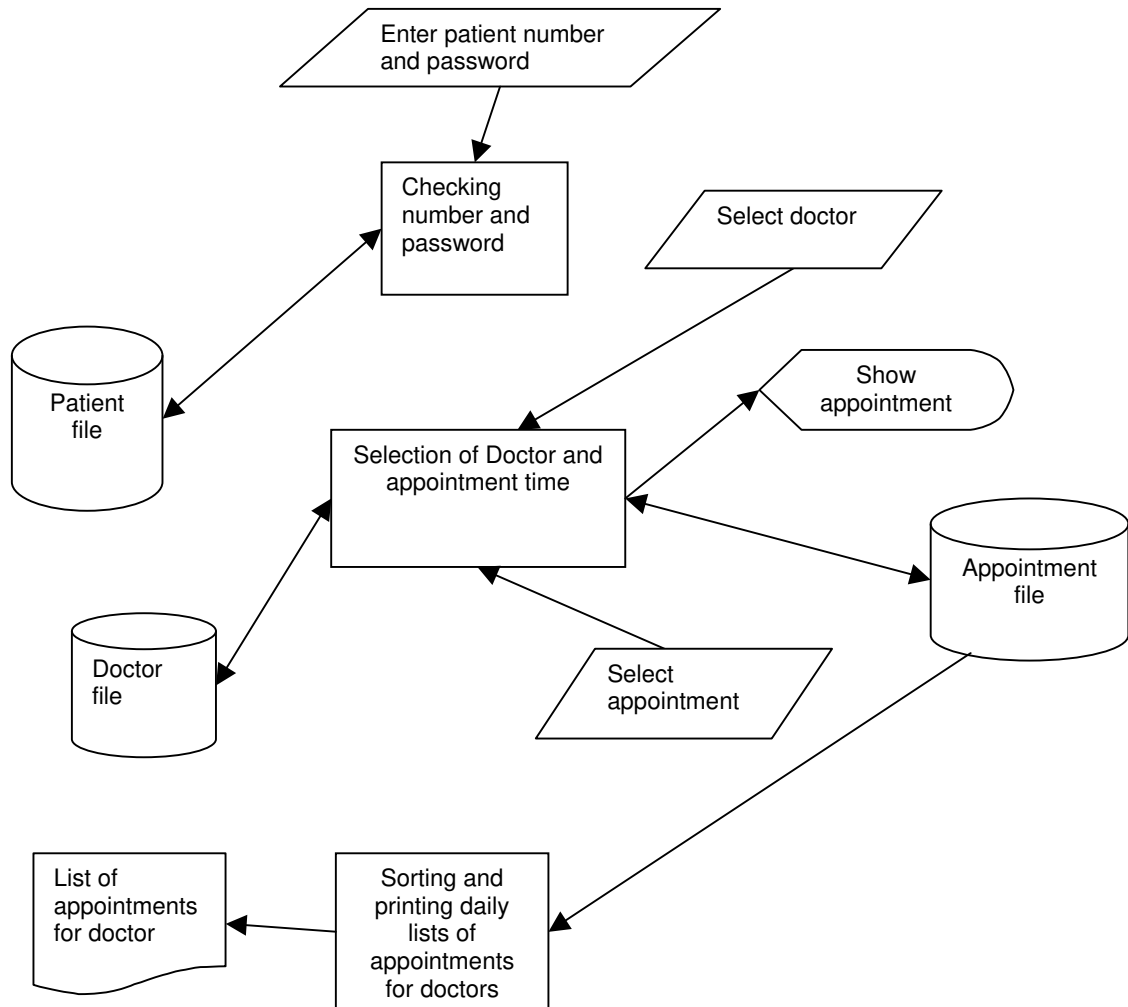 Enter patient number
and password
Checking
number and
password
Select doctor
Show
appointment
Patient
file
Selection of Doctor and
appointment time
Appointment
file
Doctor
file
Select
appointment
List of
appointments
for doctor
Sorting and
printing daily
lists of
appointments
for doctors